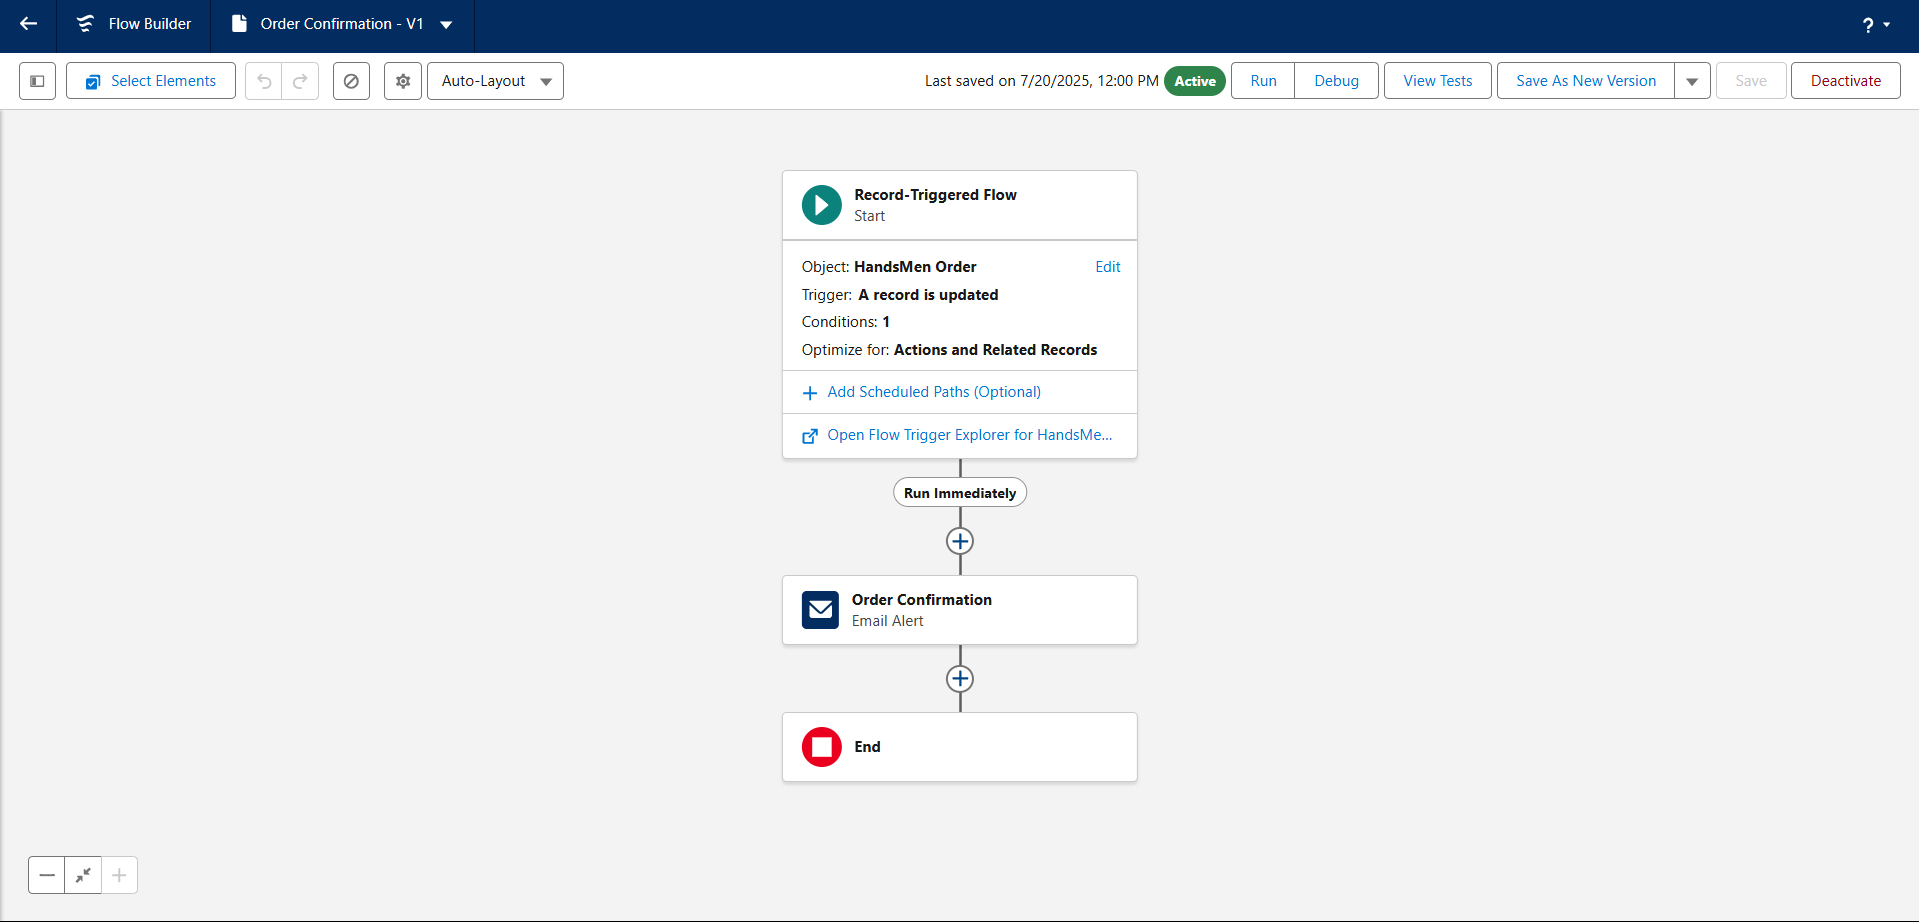 Flow Builder
Order Confirmation - V1
?
Select Elements
Auto-Layout
Last saved on 7/20/2025, 12:00 PM
Active
Run
Debug
View Tests
Save As New Version
Save
Deactivate
Record-Triggered Flow
Start
Object: HandsMen Order
Edit
Trigger: A record is updated
Conditions: 1
Optimize for: Actions and Related Records
Add Scheduled Paths (Optional)
Open Flow Trigger Explorer for HandsMe...
Run Immediately
Order Confirmation
Email Alert
End